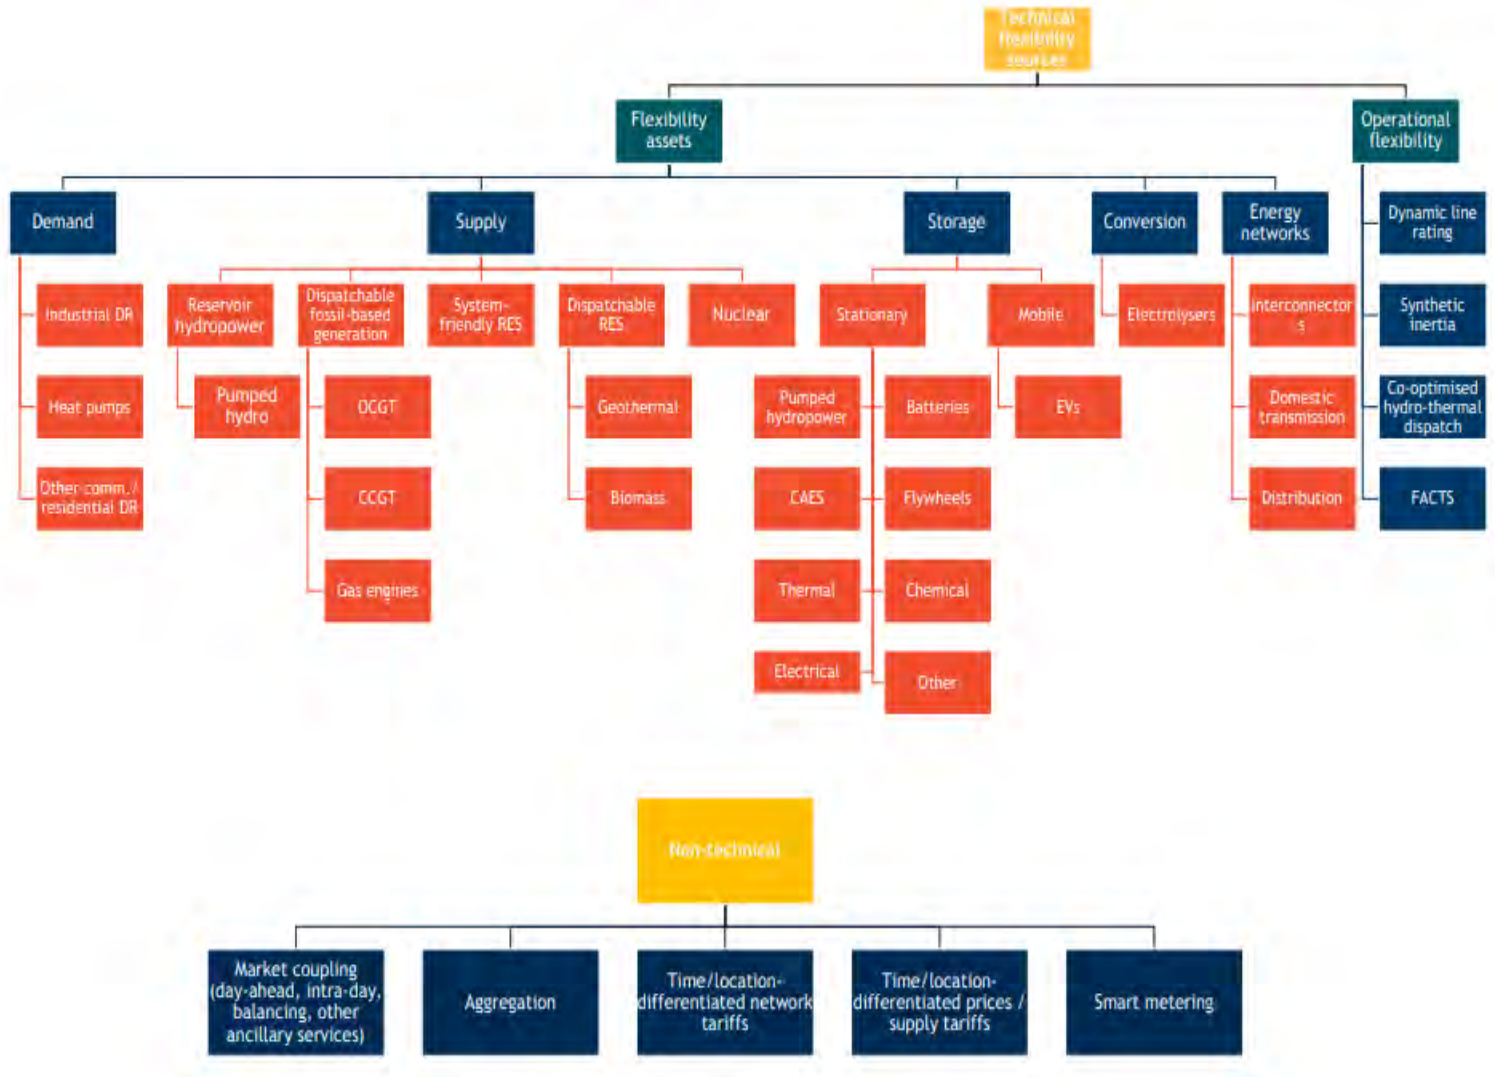 Technical
flexibility
sources
Flexibility
assets
Operational
flexibility
Demand
Supply
Storage
Conversion
Energy
networks
Dynamic line
rating
Industrial DR
Reservoir
hydropower
Dispatchable
fossil-based
generation
System-
friendly RES
Dispatchable
RES
Nuclear
Stationary
Mobile
Electrolysers
Interconnector
s
Synthetic
inertia
Heat pumps
Pumped
hydro
OCGT
Geothermal
Pumped
hydropower
Batteries
EVs
Domestic
transmission
Co-optimised
hydro-thermal
dispatch
Other comm./
residential DR
CCGT
Biomass
CAES
Flywheels
Distribution
FACTS
Gas engines
Thermal
Chemical
Electrical
Other
Non-technical
Market coupling
(day-ahead, intra-day,
balancing, other
ancillary services)
Aggregation
Time/location-
differentiated network
tariffs
Time/location-
differentiated prices /
supply tariffs
Smart metering